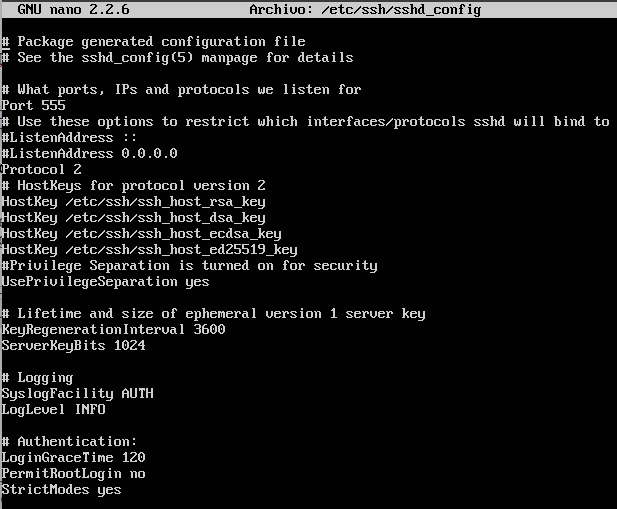 GNU nano 2.2.6 Archivo: /etc/ssh/sshd_config
# Package generated configuration file
# See the sshd_config(5) manpage for details
# What ports, IPs and protocols we listen for
Port 555
# Use these options to restrict which interfaces/protocols sshd will bind to
#ListenAddress ::
#ListenAddress 0.0.0.0
Protocol 2
# HostKeys for protocol version 2
HostKey /etc/ssh/ssh_host_rsa_key
HostKey /etc/ssh/ssh_host_dsa_key
HostKey /etc/ssh/ssh_host_ecdsa_key
HostKey /etc/ssh/ssh_host_ed25519_key
#Privilege Separation is turned on for security
UsePrivilegeSeparation yes
# Lifetime and size of ephemeral version 1 server key
KeyRegenerationInterval 3600
ServerKeyBits 1024
# Logging
SyslogFacility AUTH
LogLevel INFO
# Authentication:
LoginGraceTime 120
PermitRootLogin no
StrictModes yes